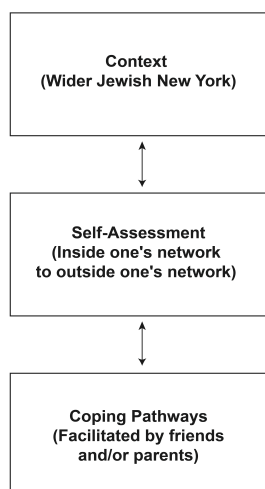 Context
(Wider Jewish New York)
Self-Assessment
(Inside one's network
to outside one's network)
Coping Pathways
(Facilitated by friends
and/or parents)